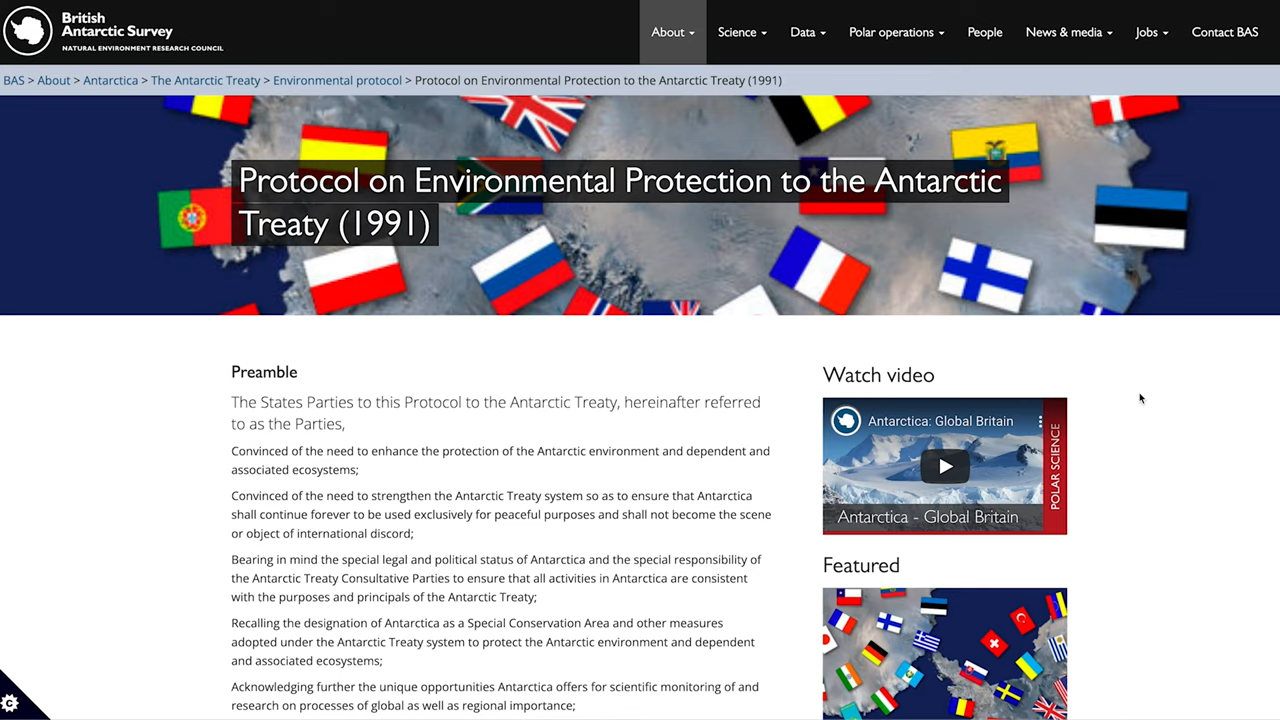 British
Antarctic Survey
NATURAL ENVIRONMENT RESEARCH COUNCIL
About
Science
Data
Polar operations
People
News & media
Jobs
Contact BAS
BAS > About > Antarctica > The Antarctic Treaty > Environmental protocol > Protocol on Environmental Protection to the Antarctic Treaty (1991)
Protocol on Environmental Protection to the Antarctic
Treaty (1991)
Preamble
The States Parties to this Protocol to the Antarctic Treaty, hereinafter referred
to as the Parties,
Convinced of the need to enhance the protection of the Antarctic environment and dependent and
associated ecosystems;
Convinced of the need to strengthen the Antarctic Treaty system so as to ensure that Antarctica
shall continue forever to be used exclusively for peaceful purposes and shall not become the scene
or object of international discord;
Bearing in mind the special legal and political status of Antarctica and the special responsibility of
the Antarctic Treaty Consultative Parties to ensure that all activities in Antarctica are consistent
with the purposes and principals of the Antarctic Treaty;
Recalling the designation of Antarctica as a Special Conservation Area and other measures
adopted under the Antarctic Treaty system to protect the Antarctic environment and dependent
and associated ecosystems;
Acknowledging further the unique opportunities Antarctica offers for scientific monitoring of and
research on processes of global as well as regional importance;
Watch video
Antarctica: Global Britain
POLAR SCIENCE
Antarctica - Global Britain
Featured